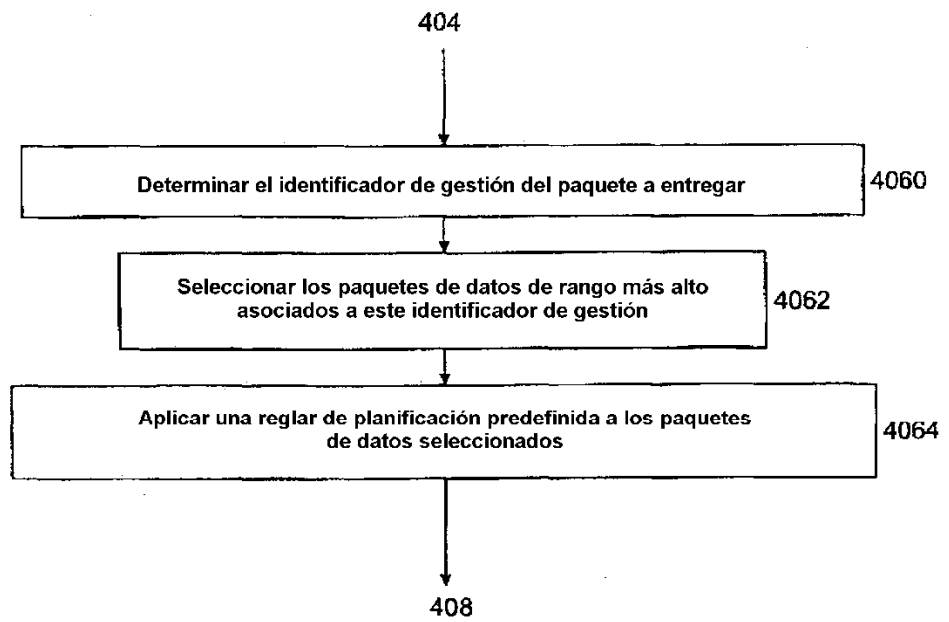 404
Determinar el identificador de gestión del paquete a entregar
4060
Seleccionar los paquetes de datos de rango más alto
asociados a este identificador de gestión
4062
Aplicar una reglar de planificación predefinida a los paquetes
de datos seleccionados
4064
408